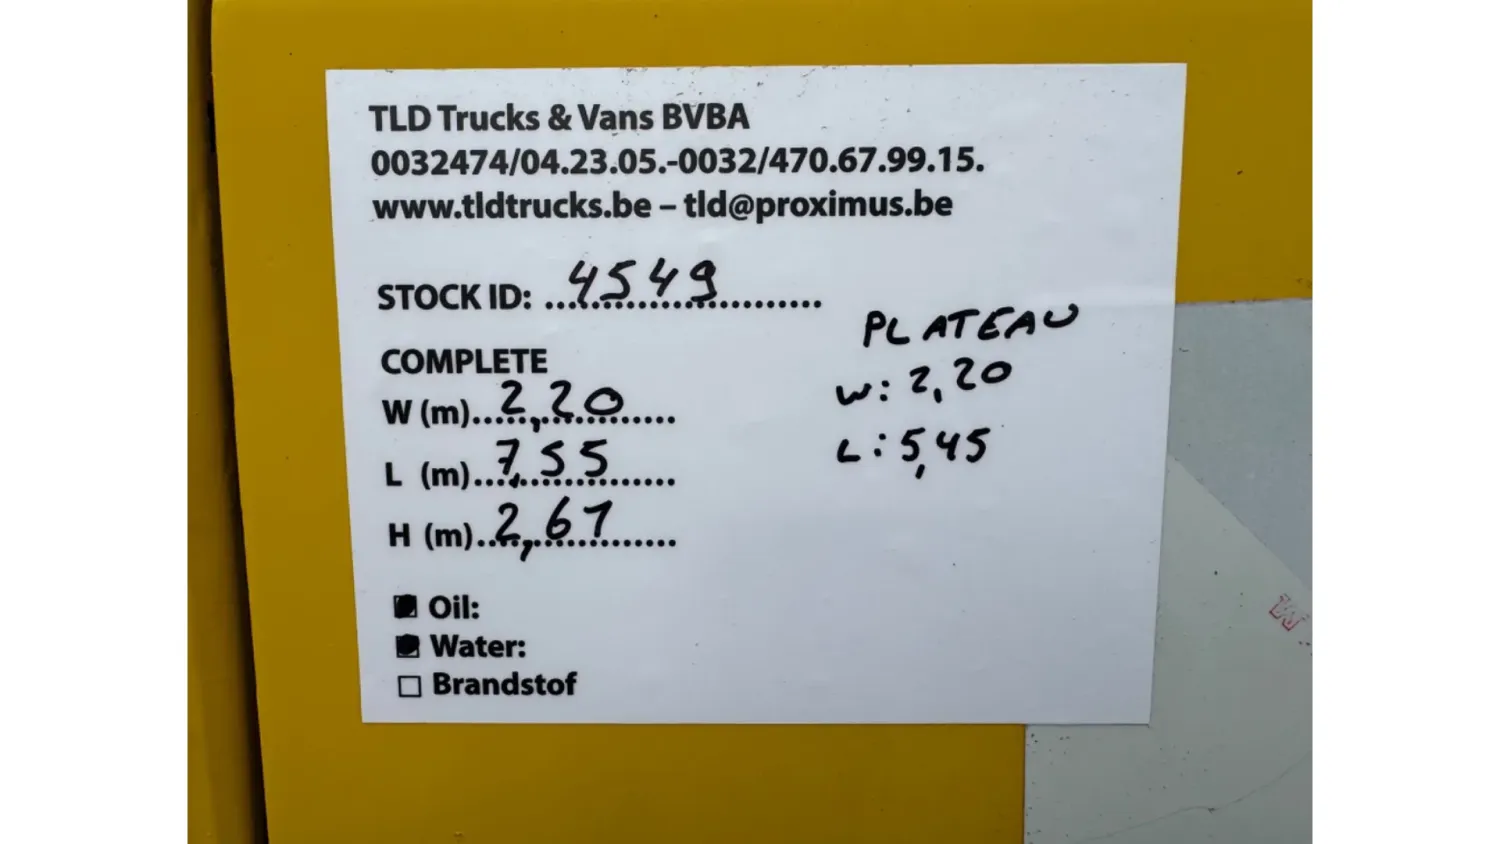 TLD Trucks & Vans BVBA
0032474/04.23.05.-0032/470.67.99.15.
www.tldtrucks.be – tld@proximus.be
STOCK ID: 4549
COMPLETE
W (m) 2,20
L (m) 7,55
H (m) 2,67
PLATEAU
W: 2,20
L: 5,45
Oil:
Water:
Brandstof